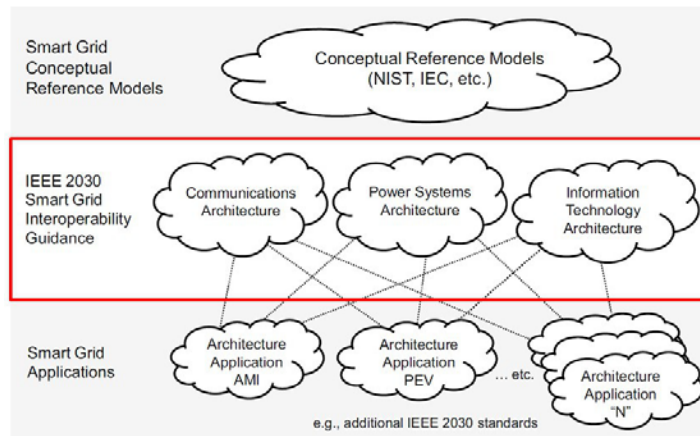 Smart Grid
Conceptual
Reference Models
Conceptual Reference Models
(NIST, IEC, etc.)
IEEE 2030
Smart Grid
Interoperability
Guidance
Communications
Architecture
Power Systems
Architecture
Information
Technology
Architecture
Smart Grid
Applications
Architecture
Application
AMI
Architecture
Application
PEV
... etc.
Architecture
Application
"N"
e.g., additional IEEE 2030 standards